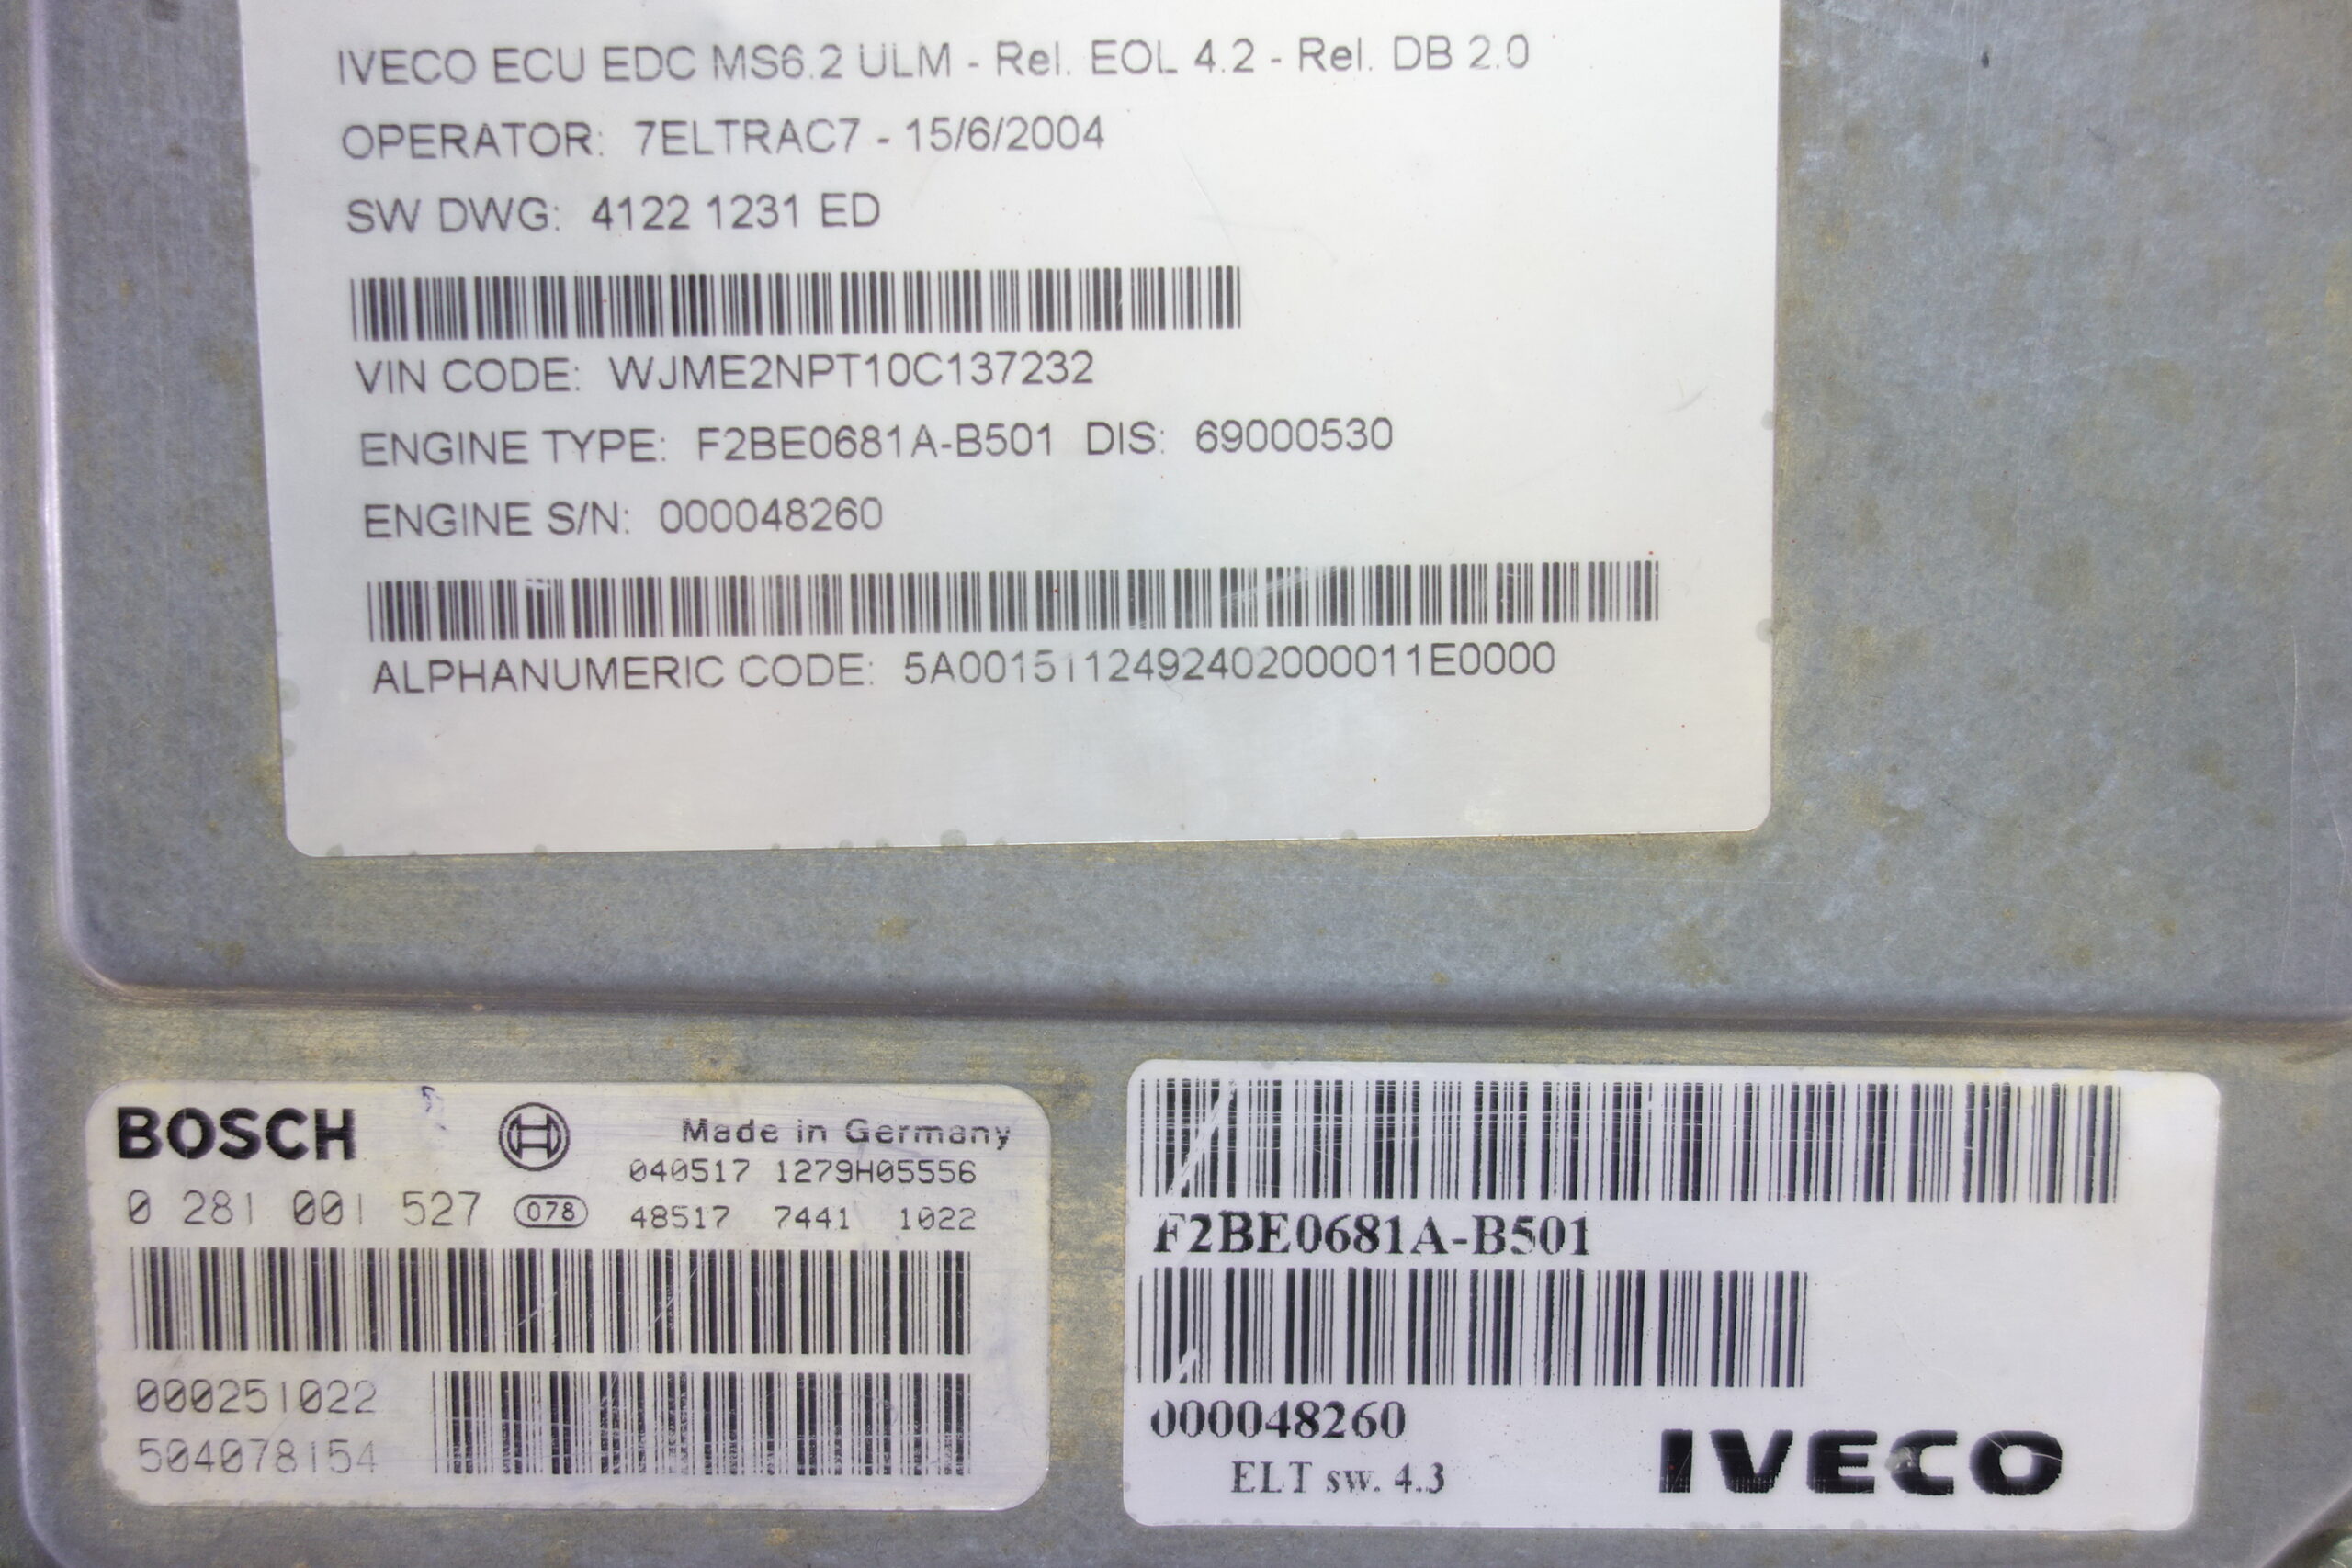 IVECO ECU EDC MS6.2 ULM - Rel. EOL 4.2 - Rel. DB 2.0
OPERATOR: 7ELTRAC7 - 15/6/2004
SW DWG: 4122 1231 ED
VIN CODE: WJME2NPT10C137232
ENGINE TYPE: F2BE0681A-B501 DIS: 69000530
ENGINE S/N: 000048260
ALPHANUMERIC CODE: 5A0015112492402000011E0000
BOSCH
Made in Germany
040517 1279H05556
0 281 001 527 078
48517 7441 1022
000251022
504078154
F2BE0681A-B501
000048260
ELT sw. 4.3
IVECO